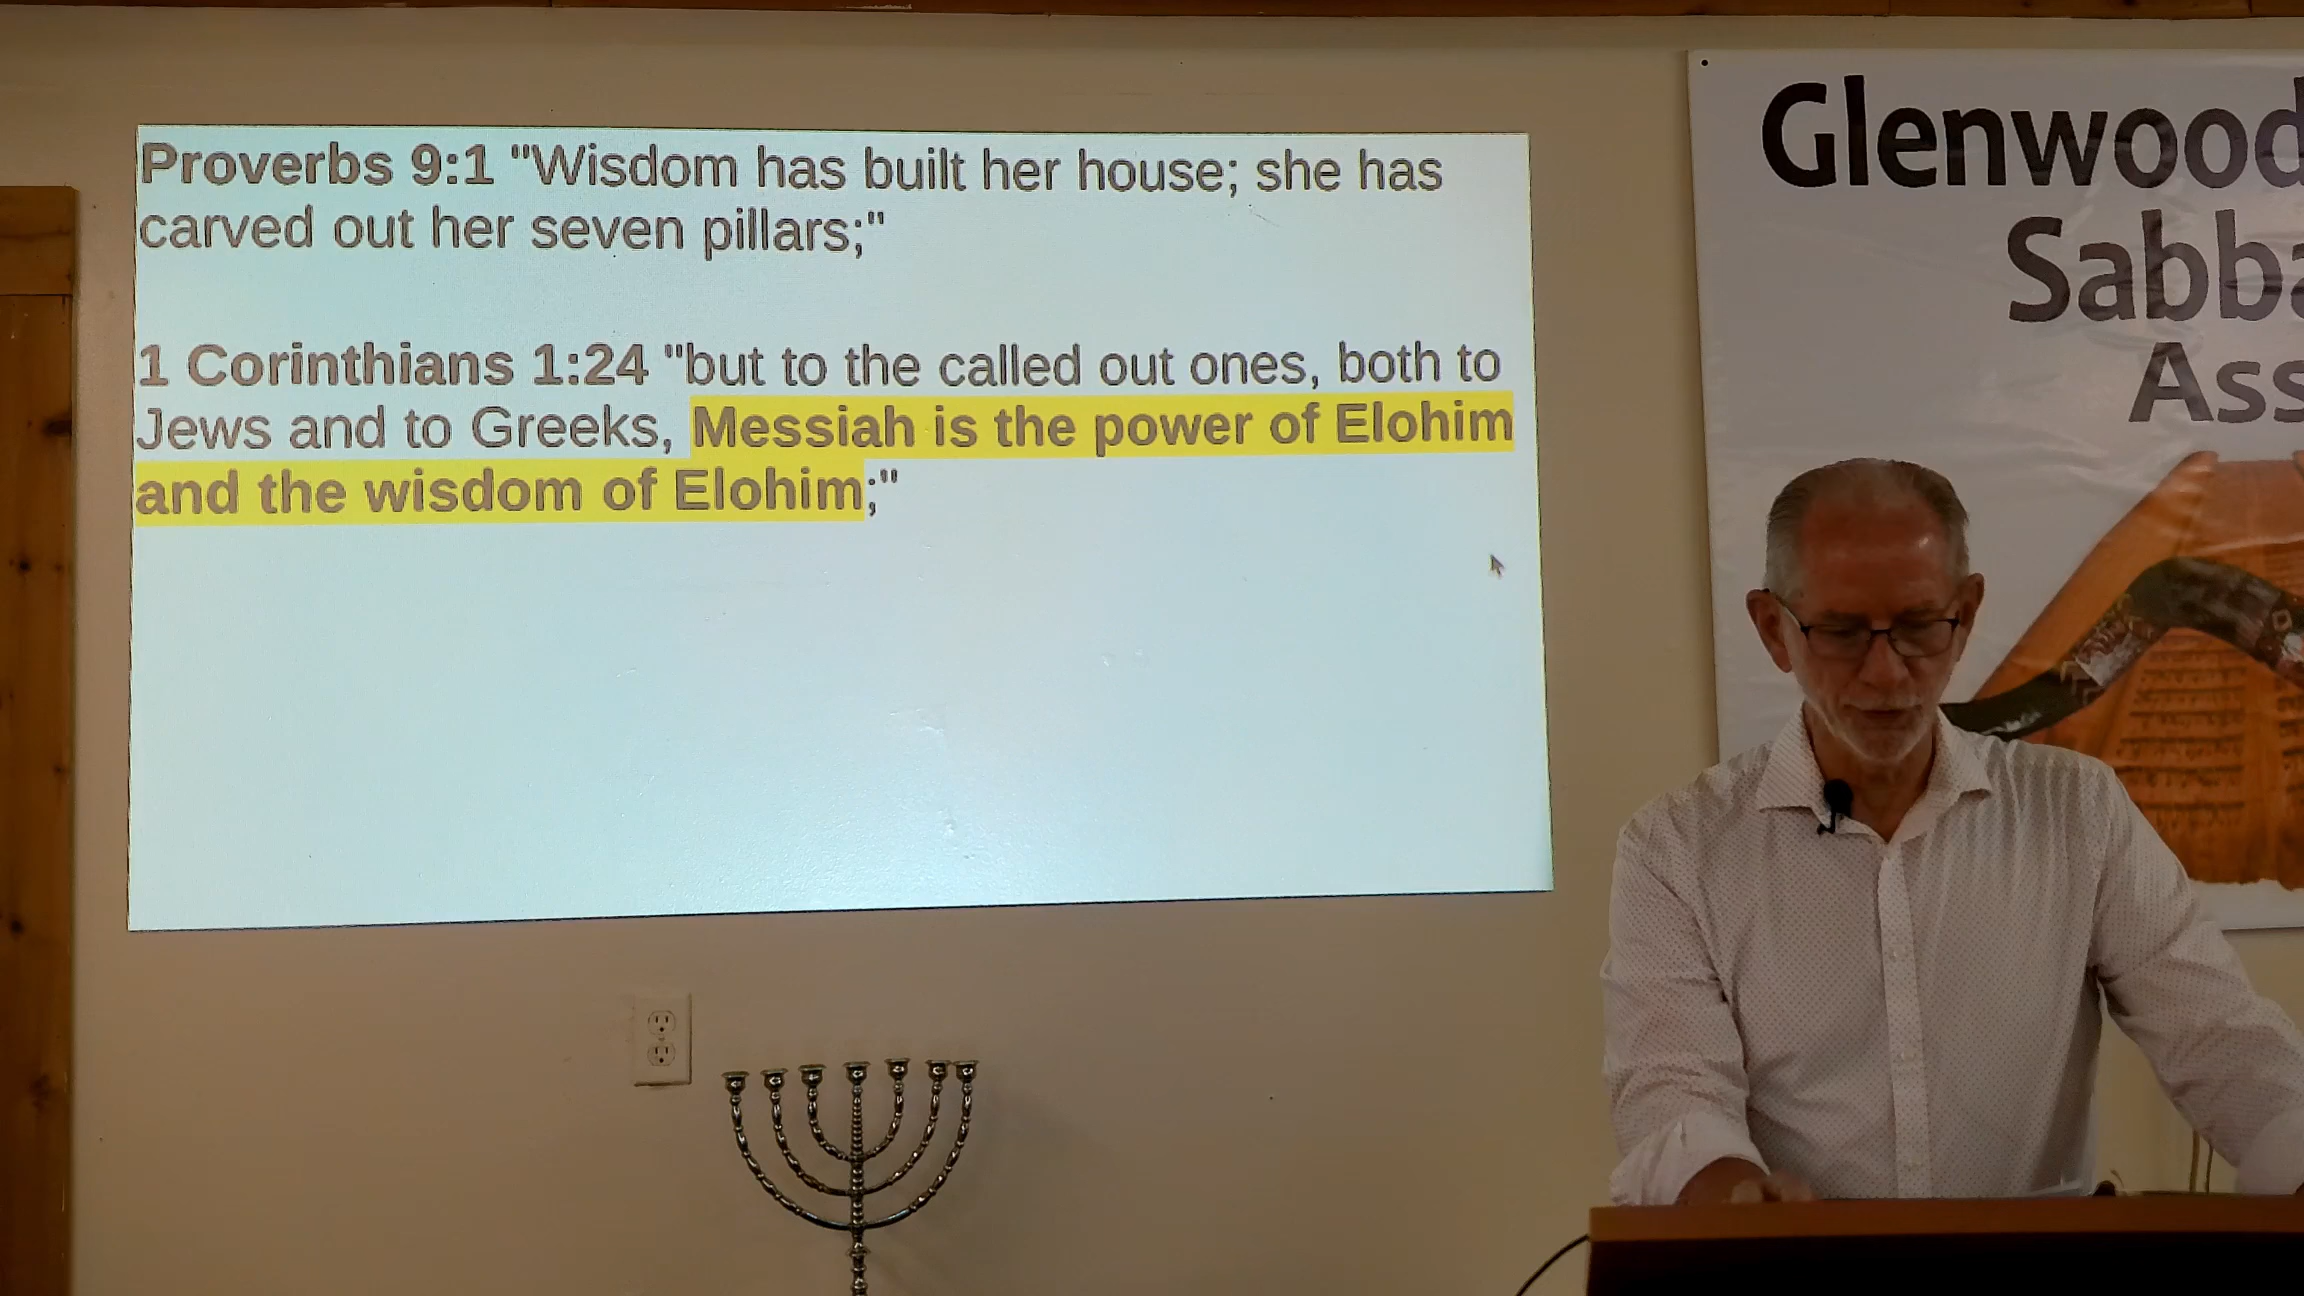 Proverbs 9:1 "Wisdom has built her house; she has
carved out her seven pillars;"
1 Corinthians 1:24 "but to the called out ones, both to
Jews and to Greeks, Messiah is the power of Elohim
and the wisdom of Elohim;"
Glenwood
Sabba
Ass